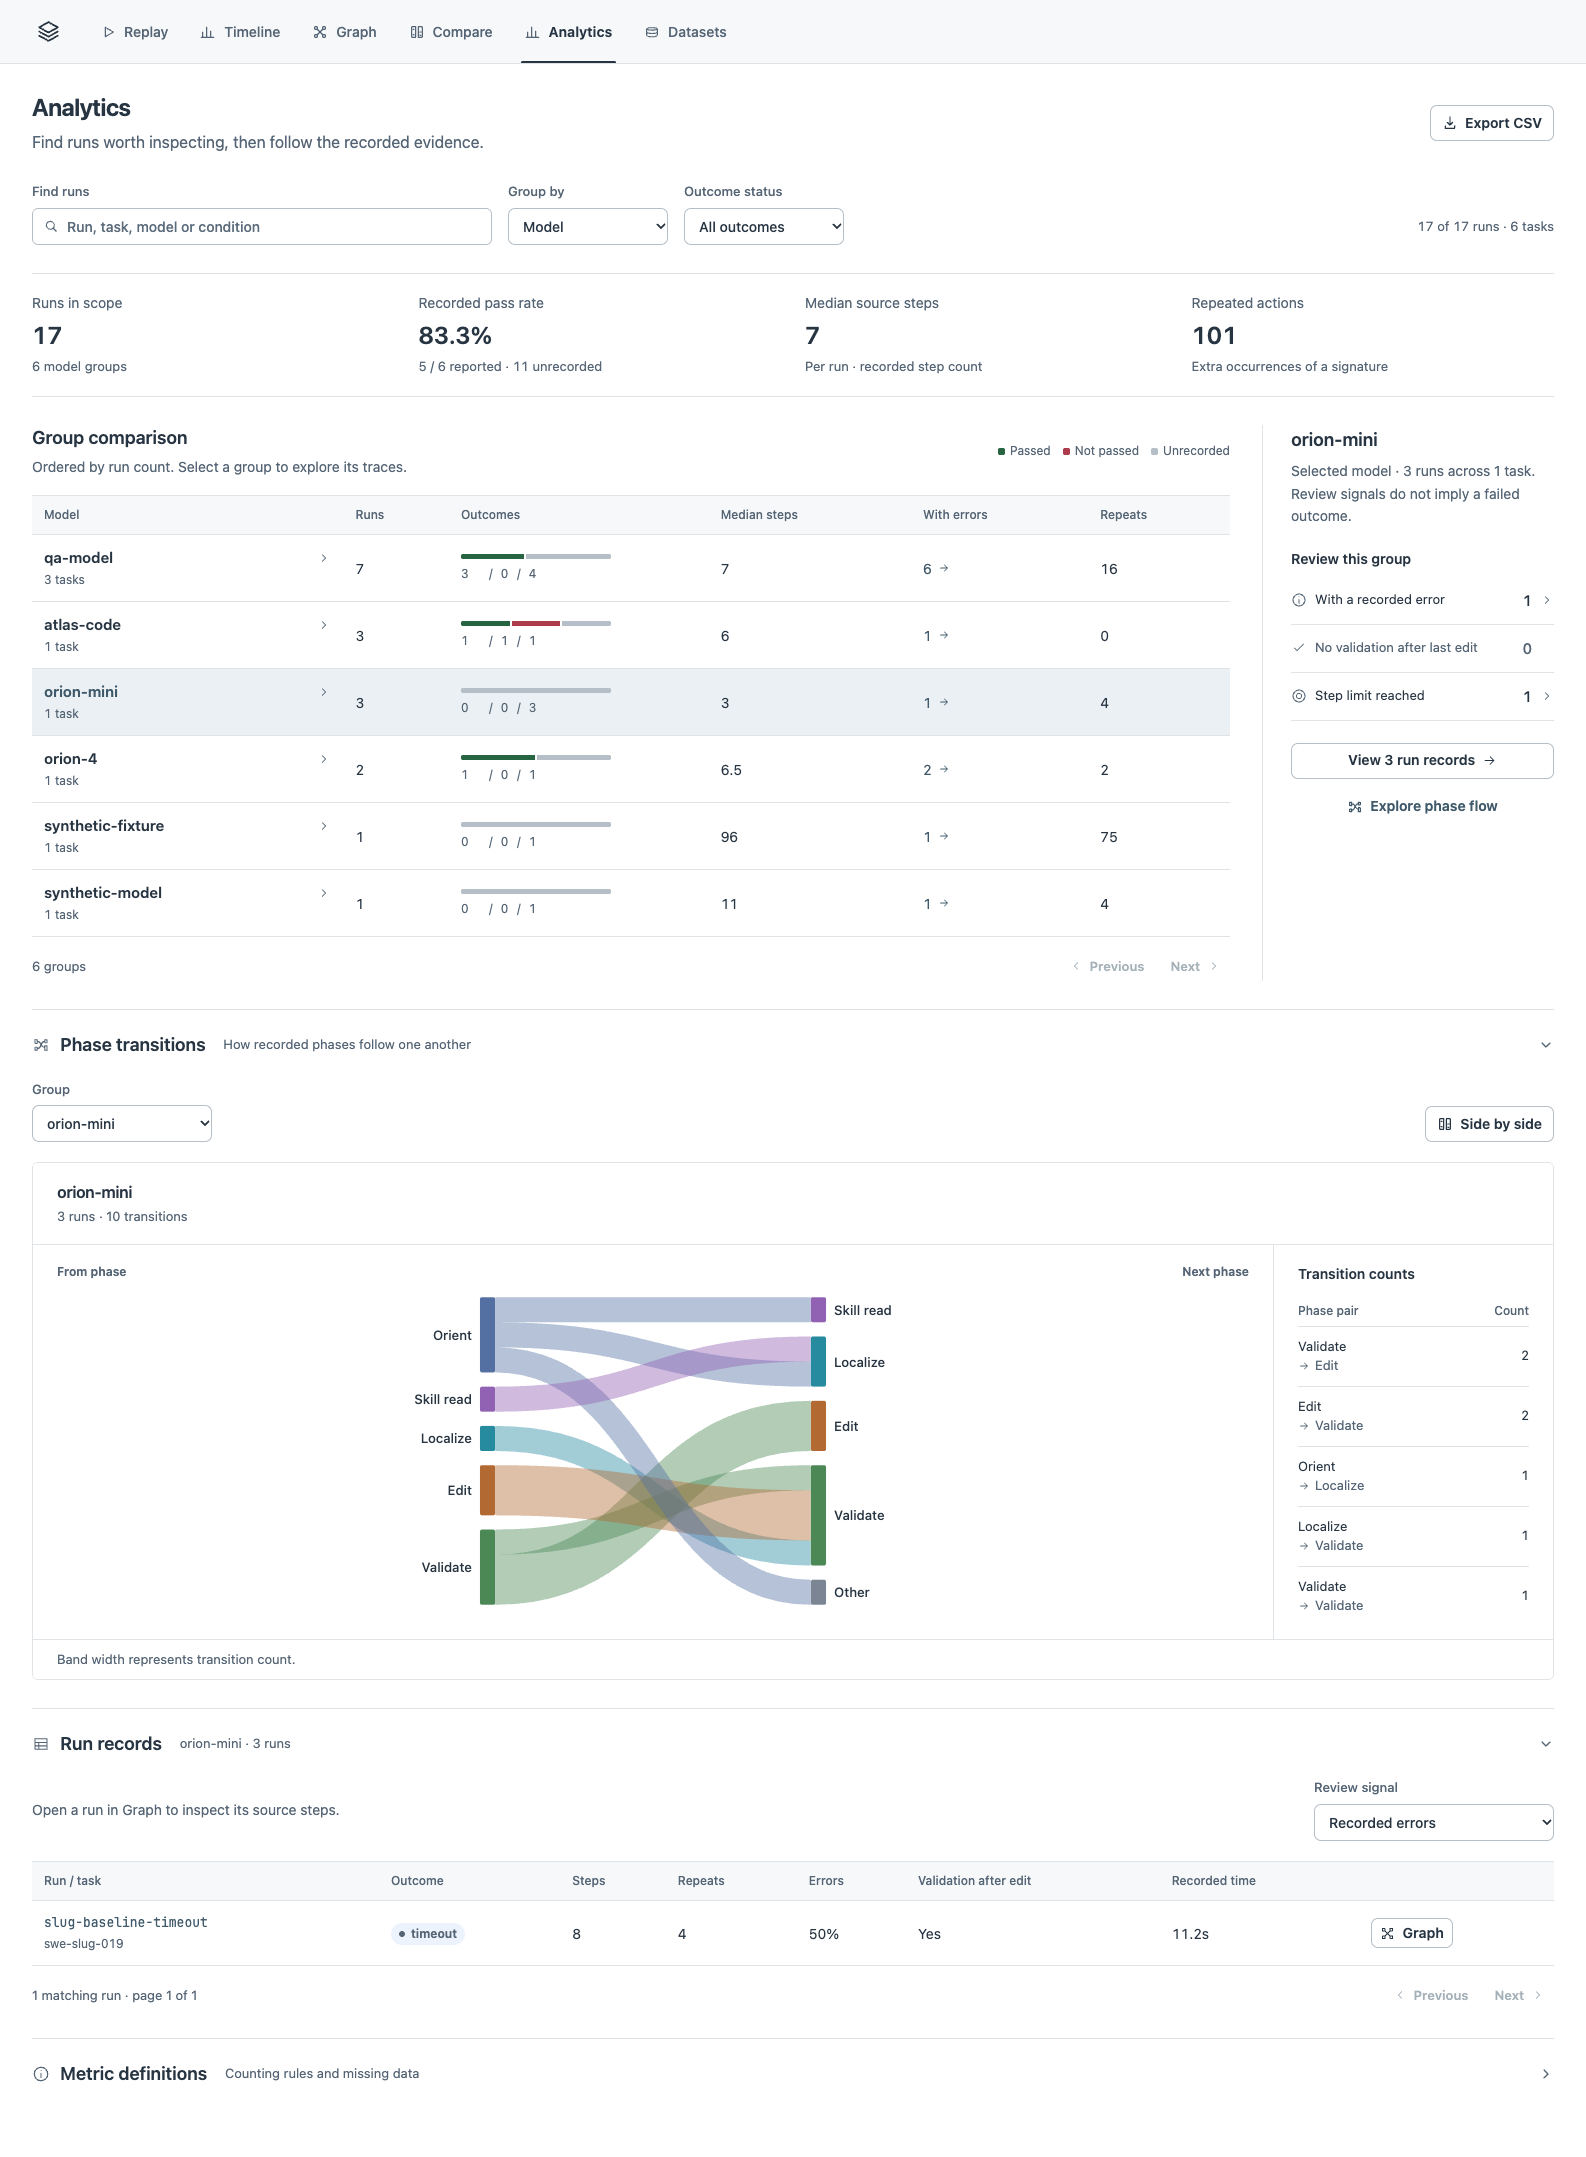 Replay Timeline Graph Compare Analytics Datasets
Analytics
Find runs worth inspecting, then follow the recorded evidence.
Export CSV
Find runs Group by Outcome status
Run, task, model or condition Model All outcomes 17 of 17 runs · 6 tasks
Runs in scope Recorded pass rate Median source steps Repeated actions
17 83.3% 7 101
6 model groups 5 / 6 reported · 11 unrecorded Per run · recorded step count Extra occurrences of a signature
Group comparison
Ordered by run count. Select a group to explore its traces.
Passed Not passed Unrecorded
Model Runs Outcomes Median steps With errors Repeats
qa-model
3 tasks
7 3 / 0 / 4 7 6 → 16
atlas-code
1 task
3 1 / 1 / 1 6 1 → 0
orion-mini
1 task
3 0 / 0 / 3 3 1 → 4
orion-4
1 task
2 1 / 0 / 1 6.5 2 → 2
synthetic-fixture
1 task
1 0 / 0 / 1 96 1 → 75
synthetic-model
1 task
1 0 / 0 / 1 11 1 → 4
6 groups Previous Next
orion-mini
Selected model · 3 runs across 1 task.
Review signals do not imply a failed
outcome.
Review this group
With a recorded error 1
No validation after last edit 0
Step limit reached 1
View 3 run records →
Explore phase flow
Phase transitions How recorded phases follow one another
Group
orion-mini
Side by side
orion-mini
3 runs · 10 transitions
From phase Next phase
Orient
Skill read
Localize
Edit
Validate
Skill read
Localize
Edit
Validate
Other
Transition counts
Phase pair Count
Validate
→ Edit 2
Edit
→ Validate 2
Orient
→ Localize 1
Localize
→ Validate 1
Validate
→ Validate 1
Band width represents transition count.
Run records orion-mini · 3 runs
Open a run in Graph to inspect its source steps.
Review signal
Recorded errors
Run / task Outcome Steps Repeats Errors Validation after edit Recorded time
slug-baseline-timeout
swe-slug-019
timeout 8 4 50% Yes 11.2s Graph
1 matching run · page 1 of 1 Previous Next
Metric definitions Counting rules and missing data